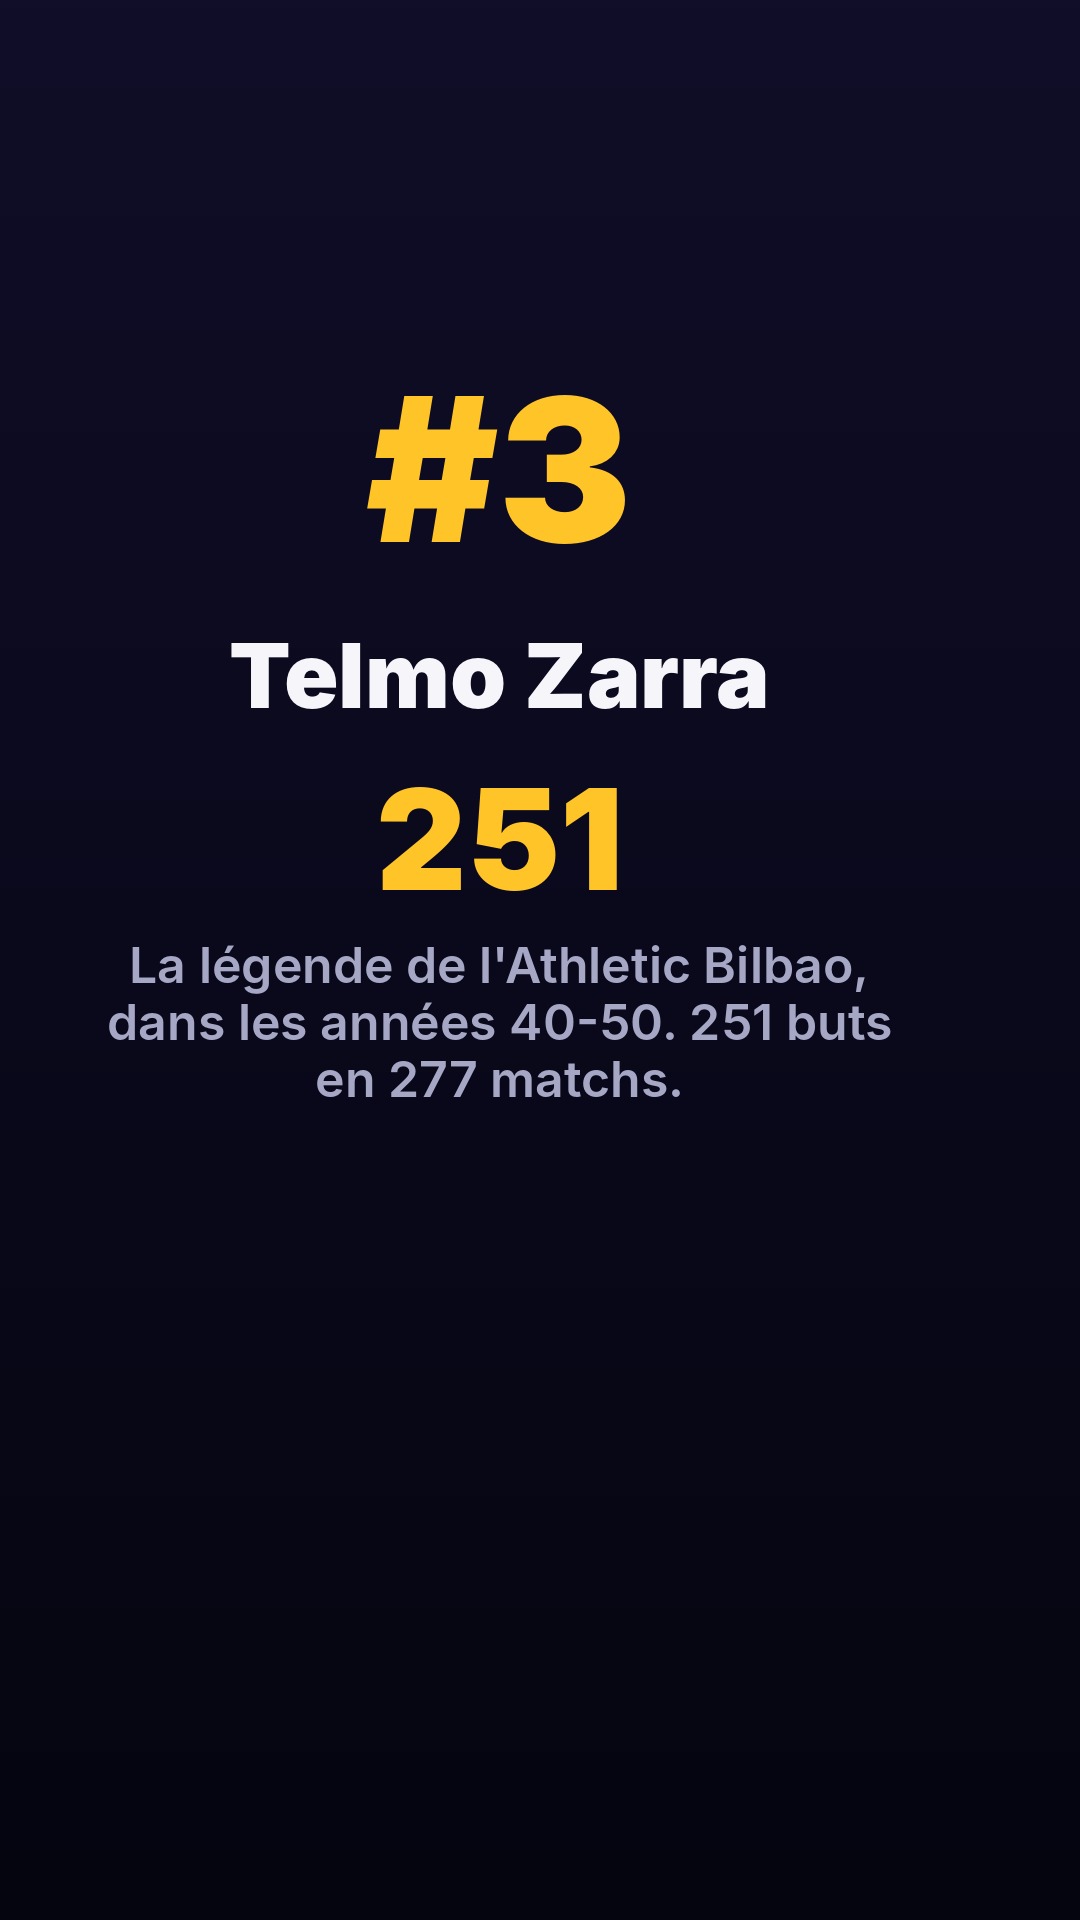 #3
Telmo Zarra
251
La légende de l'Athletic Bilbao,
dans les années 40-50. 251 buts
en 277 matchs.